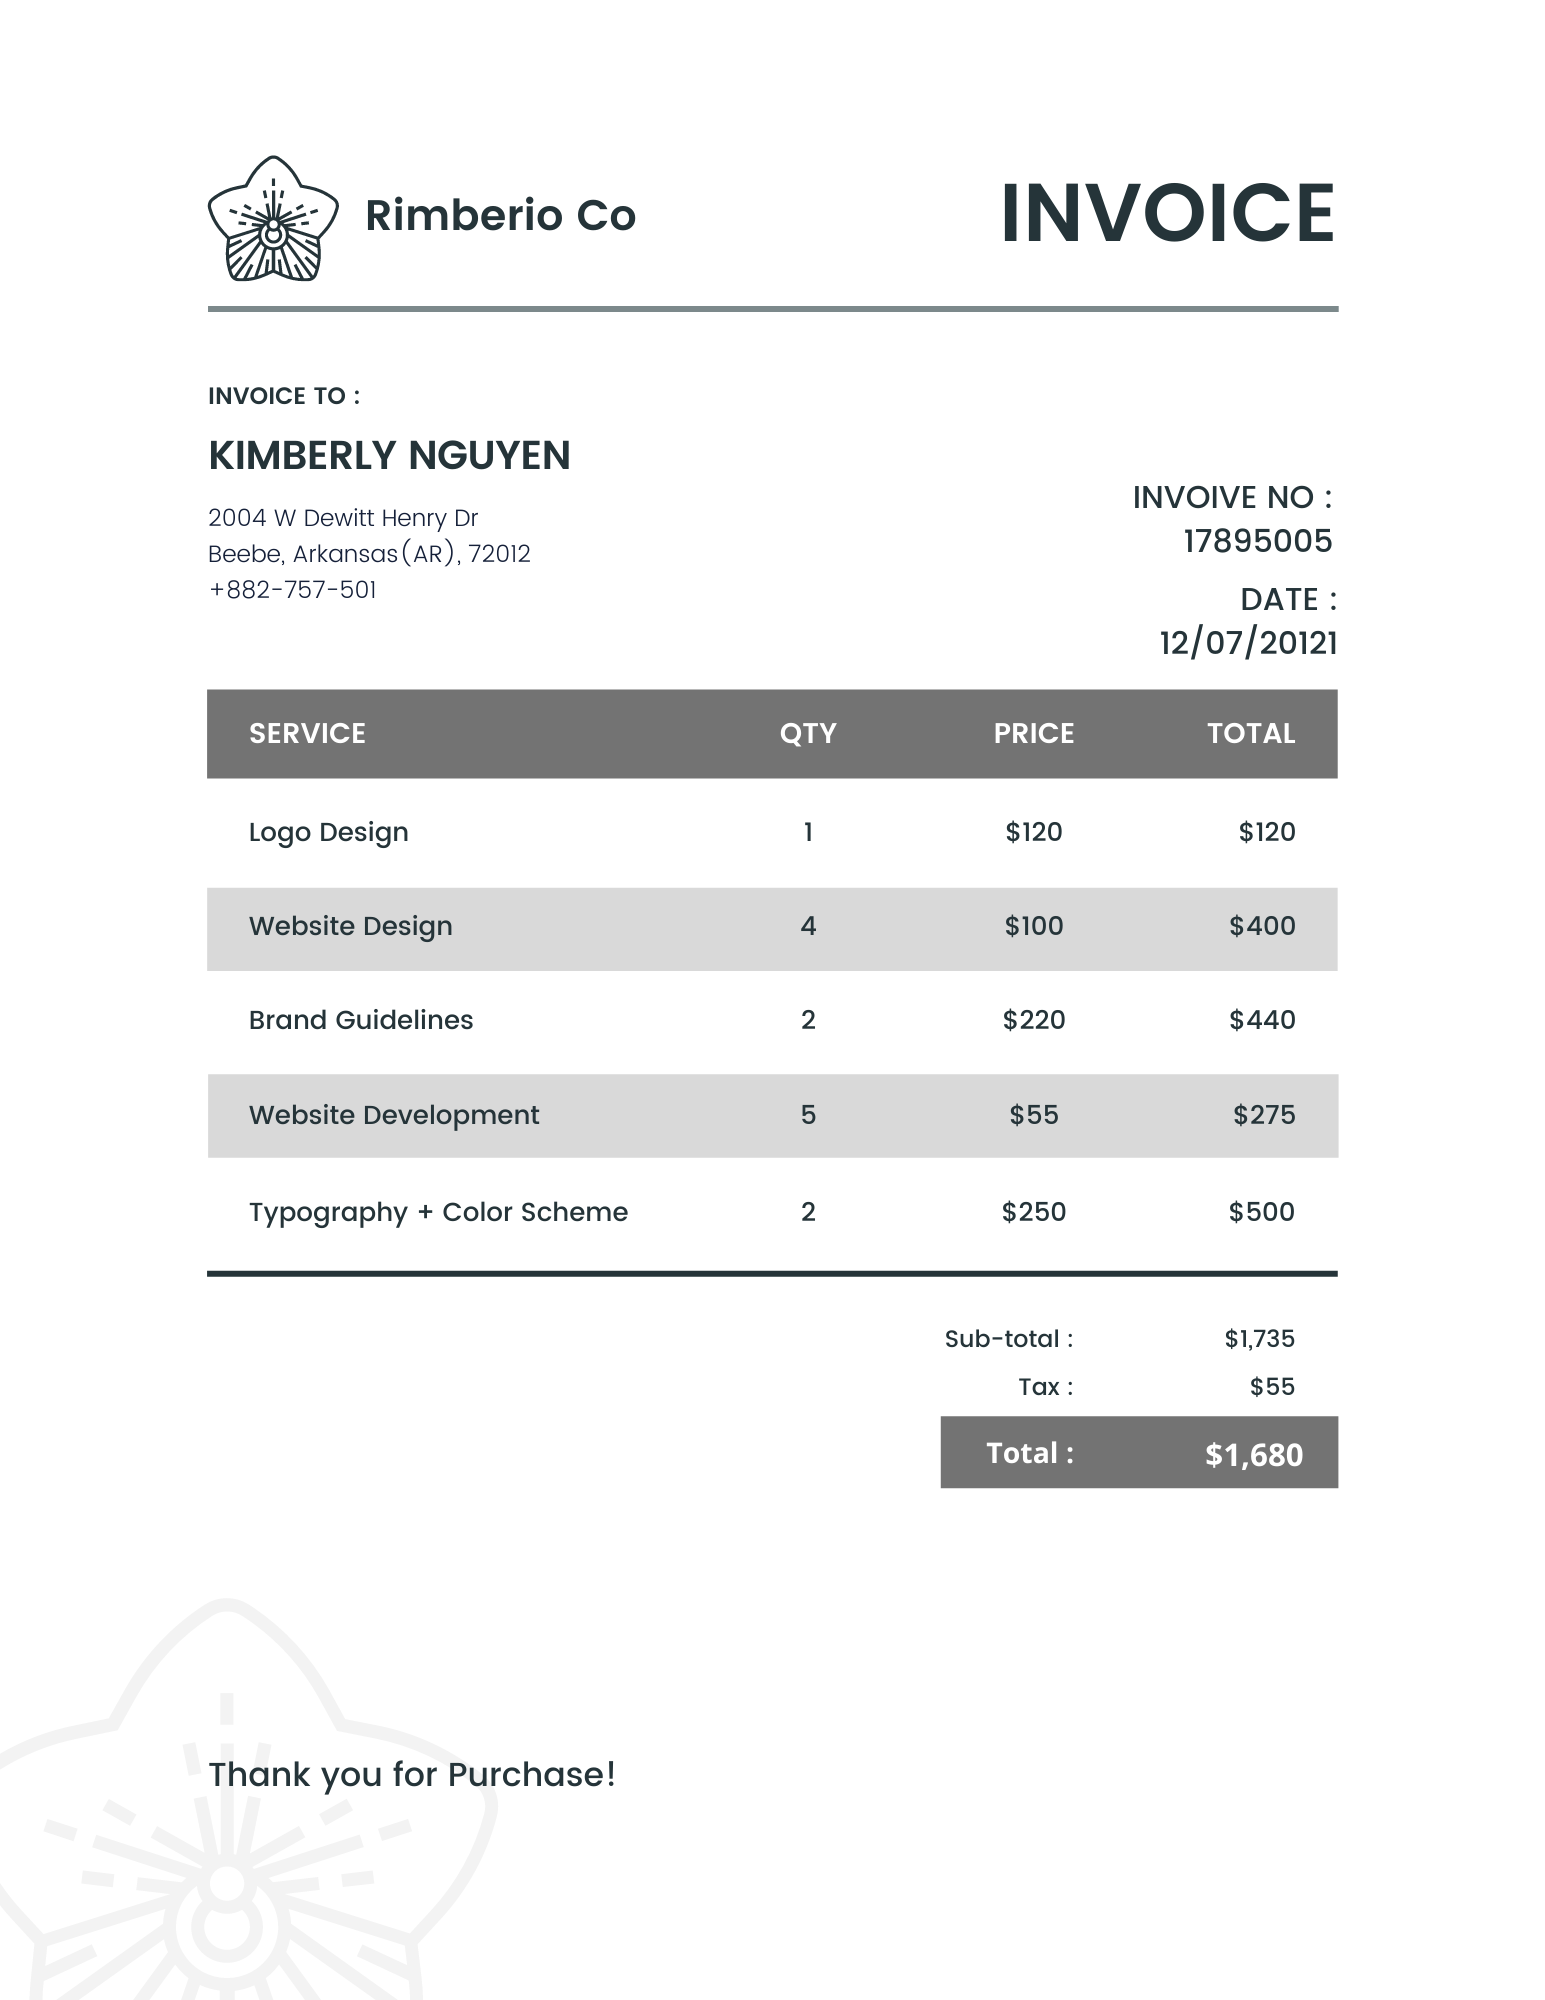 Rimberio Co
INVOICE
INVOICE TO :
KIMBERLY NGUYEN
2004 W Dewitt Henry Dr
Beebe, Arkansas(AR), 72012
+882-757-501
INVOIVE NO :
17895005
DATE :
12/07/20121
SERVICE QTY PRICE TOTAL
Logo Design 1 $120 $120
Website Design 4 $100 $400
Brand Guidelines 2 $220 $440
Website Development 5 $55 $275
Typography + Color Scheme 2 $250 $500
Sub-total : $1,735
Tax : $55
Total : $1,680
Thank you for Purchase!